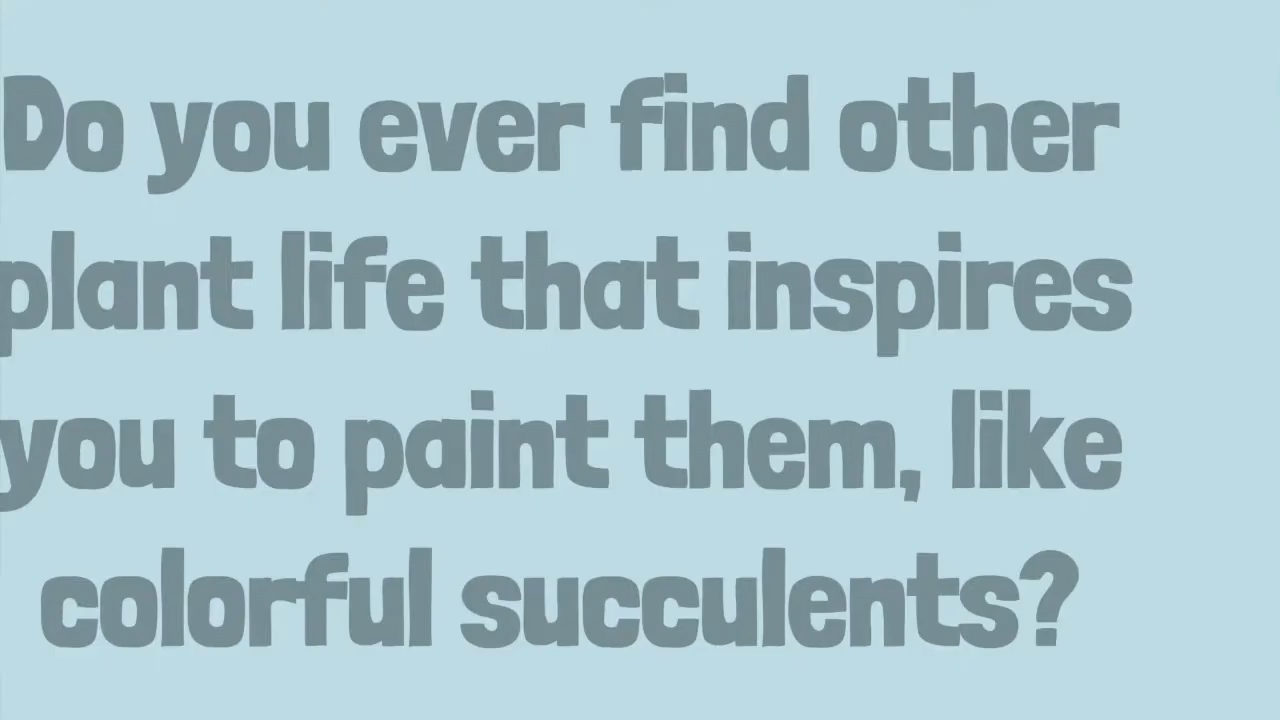 Do you ever find other
plant life that inspires
you to paint them, like
colorful succulents?